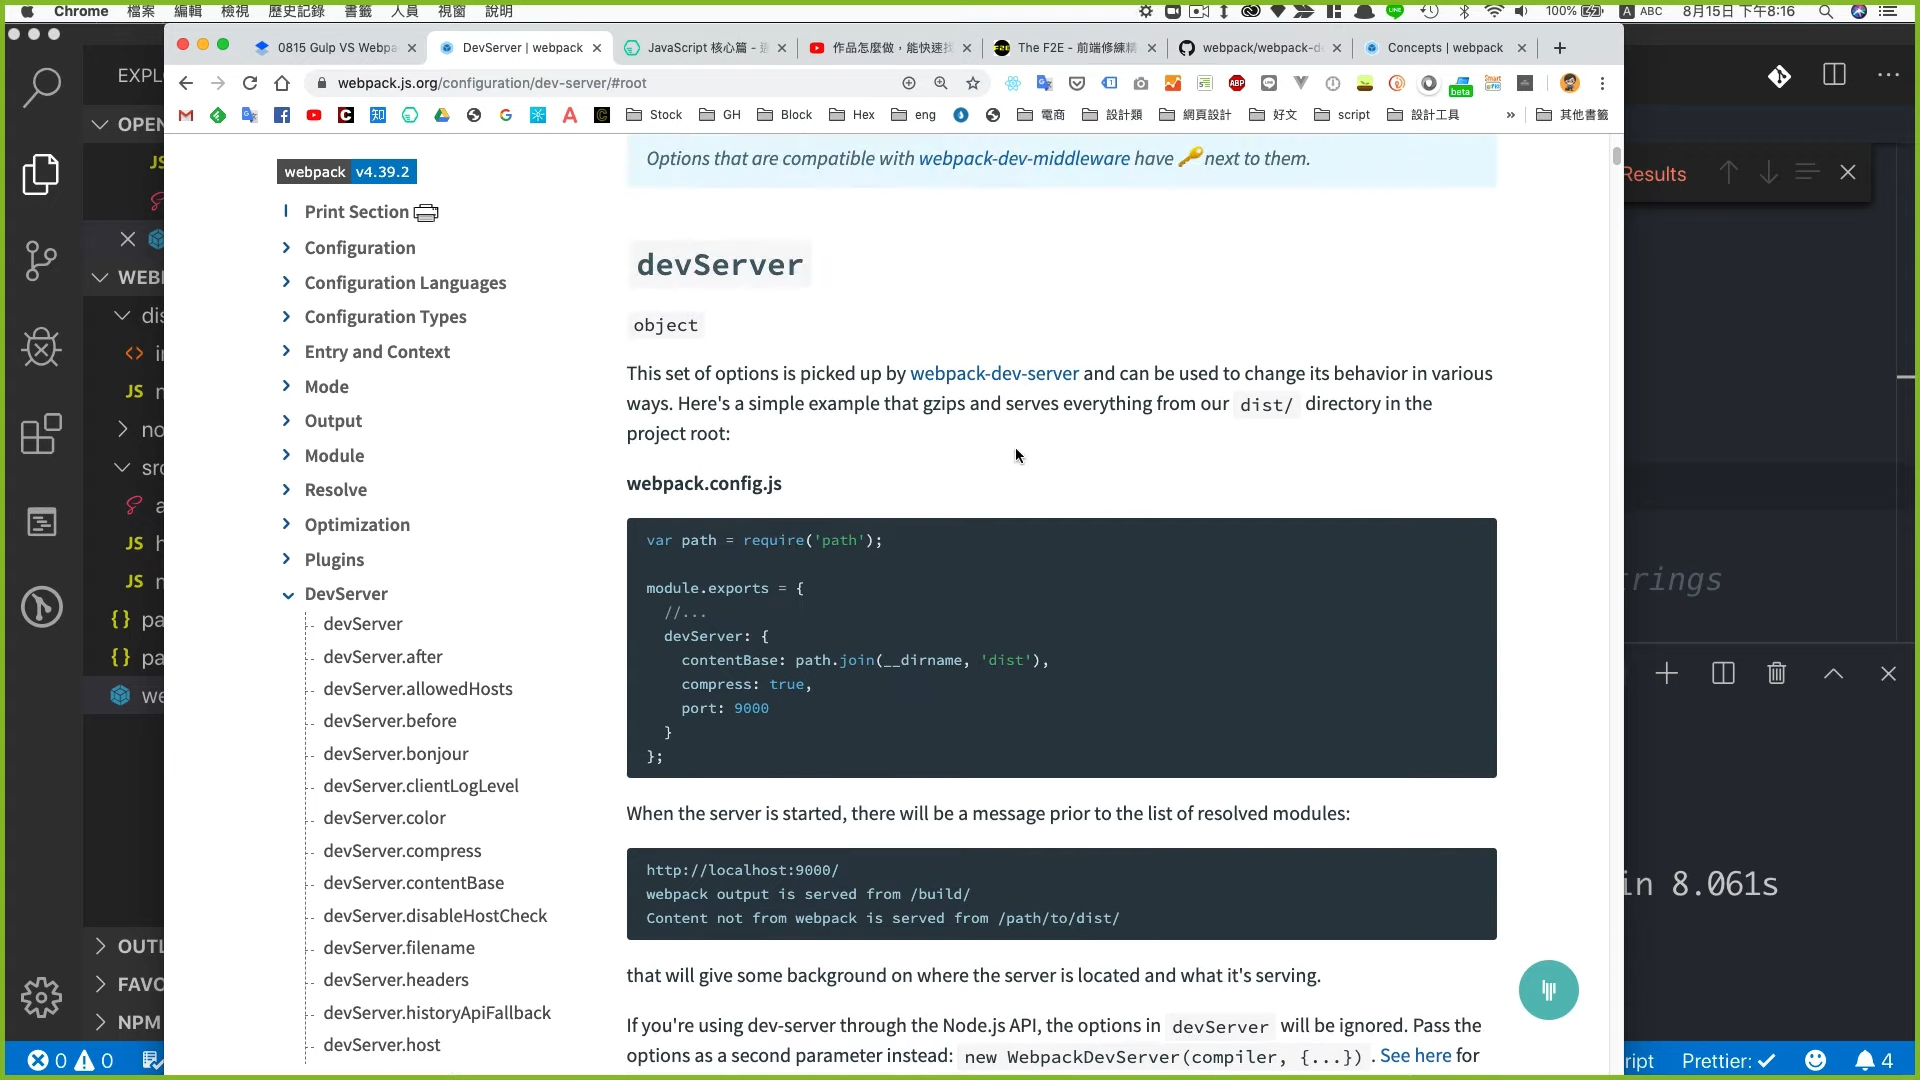 Chrome 檔案 編輯 檢視 歷史記錄 書籤 人員 視窗 說明 100% ABC 8月15日 下午8:16
0815 Gulp VS Webpa
DevServer | webpack
JavaScript 核心篇 -
作品怎麼做，能快速找
The F2E - 前端修練精
webpack/webpack-de
Concepts | webpack
webpack.js.org/configuration/dev-server/#root
Stock GH Block Hex eng 電商 設計類 網頁設計 好文 script 設計工具 » 其他書籤
EXPL
OPEN
WEBP
OUTL
FAVO
NPM
Results
webpack v4.39.2
Print Section
Configuration
Configuration Languages
Configuration Types
Entry and Context
Mode
Output
Module
Resolve
Optimization
Plugins
DevServer
devServer
devServer.after
devServer.allowedHosts
devServer.before
devServer.bonjour
devServer.clientLogLevel
devServer.color
devServer.compress
devServer.contentBase
devServer.disableHostCheck
devServer.filename
devServer.headers
devServer.historyApiFallback
devServer.host
Options that are compatible with webpack-dev-middleware have 🔑 next to them.
devServer
object
This set of options is picked up by webpack-dev-server and can be used to change its behavior in various
ways. Here's a simple example that gzips and serves everything from our dist/ directory in the
project root:
webpack.config.js
var path = require('path');
module.exports = {
//...
devServer: {
contentBase: path.join(__dirname, 'dist'),
compress: true,
port: 9000
}
};
When the server is started, there will be a message prior to the list of resolved modules:
http://localhost:9000/
webpack output is served from /build/
Content not from webpack is served from /path/to/dist/
that will give some background on where the server is located and what it's serving.
If you're using dev-server through the Node.js API, the options in devServer will be ignored. Pass the
options as a second parameter instead: new WebpackDevServer(compiler, {...}) . See here for
rings
in 8.061s
0 0
ript Prettier: ✓ 4